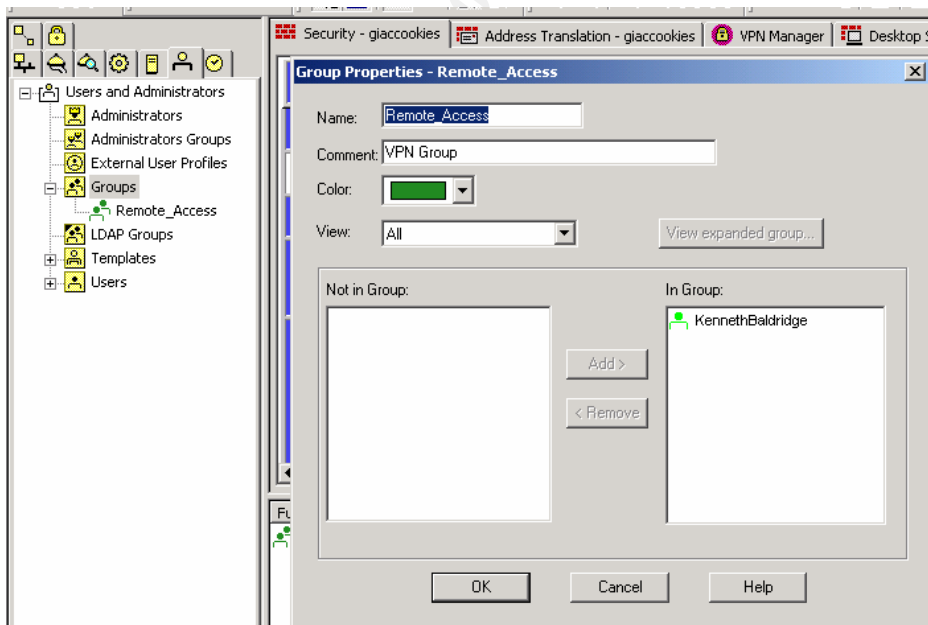 Security - giaccookies
Address Translation - giaccookies
VPN Manager
Desktop S
Group Properties - Remote_Access
Users and Administrators
Administrators
Administrators Groups
External User Profiles
Groups
Remote_Access
LDAP Groups
Templates
Users
Name: Remote_Access
Comment: VPN Group
Color:
View: All
View expanded group...
Not in Group:
In Group:
KennethBaldridge
Add >
< Remove
Fu
OK
Cancel
Help